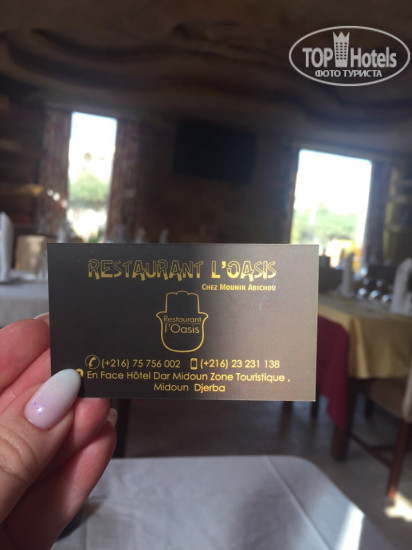 TOP Hotels
ФОТО ТУРИСТА
RESTAURANT L'OASIS
CHEZ MOUNIR ABICHOU
Restaurant
l'Oasis
(+216) 75 756 002 (+216) 23 231 138
En Face Hôtel Dar Midoun Zone Touristique ,
Midoun Djerba